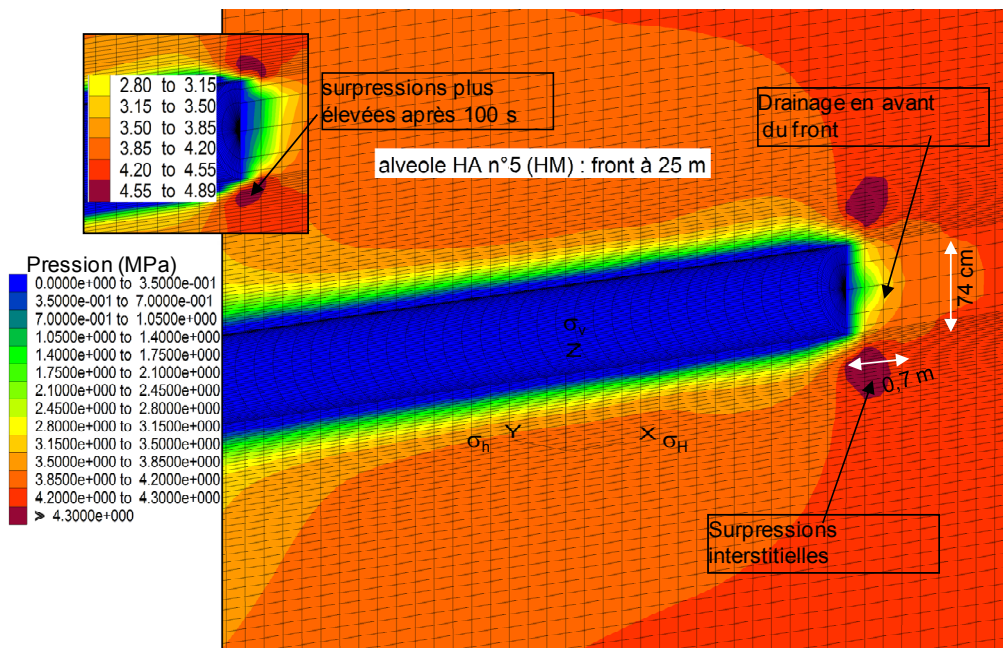 2.80 to 3.15
3.15 to 3.50
3.50 to 3.85
3.85 to 4.20
4.20 to 4.55
4.55 to 4.89
surpressions plus
élevées après 100 s
Drainage en avant
du front
alveole HA n°5 (HM) : front à 25 m
Pression (MPa)
0.0000e+000 to 3.5000e-001
3.5000e-001 to 7.0000e-001
7.0000e-001 to 1.0500e+000
1.0500e+000 to 1.4000e+000
1.4000e+000 to 1.7500e+000
1.7500e+000 to 2.1000e+000
2.1000e+000 to 2.4500e+000
2.4500e+000 to 2.8000e+000
2.8000e+000 to 3.1500e+000
3.1500e+000 to 3.5000e+000
3.5000e+000 to 3.8500e+000
3.8500e+000 to 4.2000e+000
4.2000e+000 to 4.3000e+000
> 4.3000e+000
74 cm
σv
Z
0,7 m
σh Y
X σH
Surpressions
interstitielles